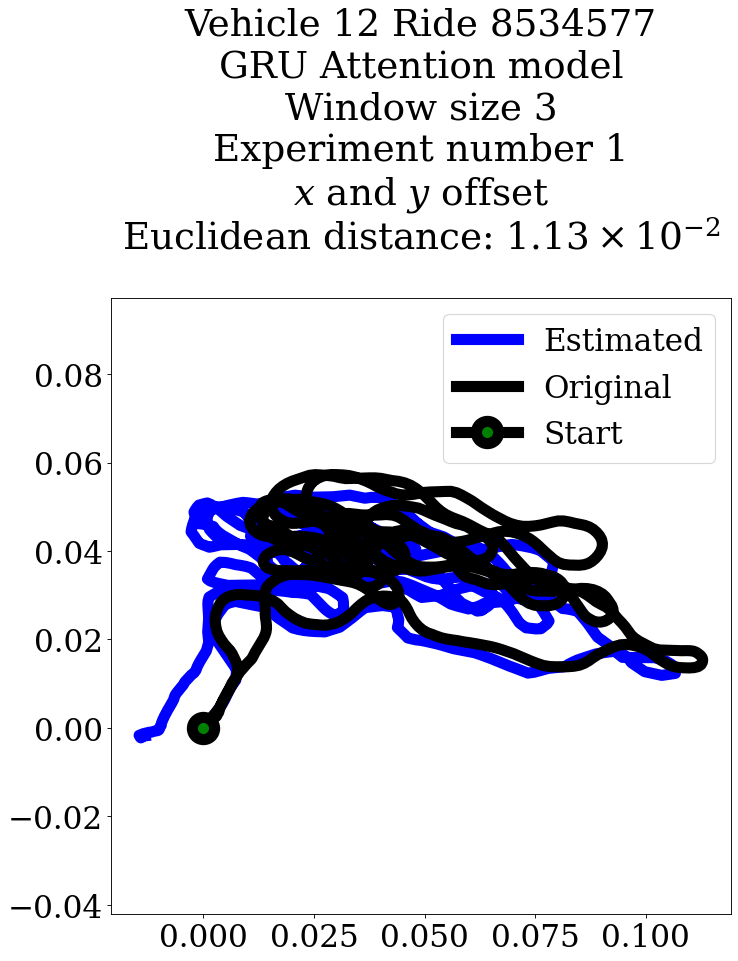 Vehicle 12 Ride 8534577
GRU Attention model
Window size 3
Experiment number 1
x and y offset
Euclidean distance: 1.13 × 10⁻²
Estimated
Original
Start
0.08
0.06
0.04
0.02
0.00
−0.02
−0.04
0.000 0.025 0.050 0.075 0.100